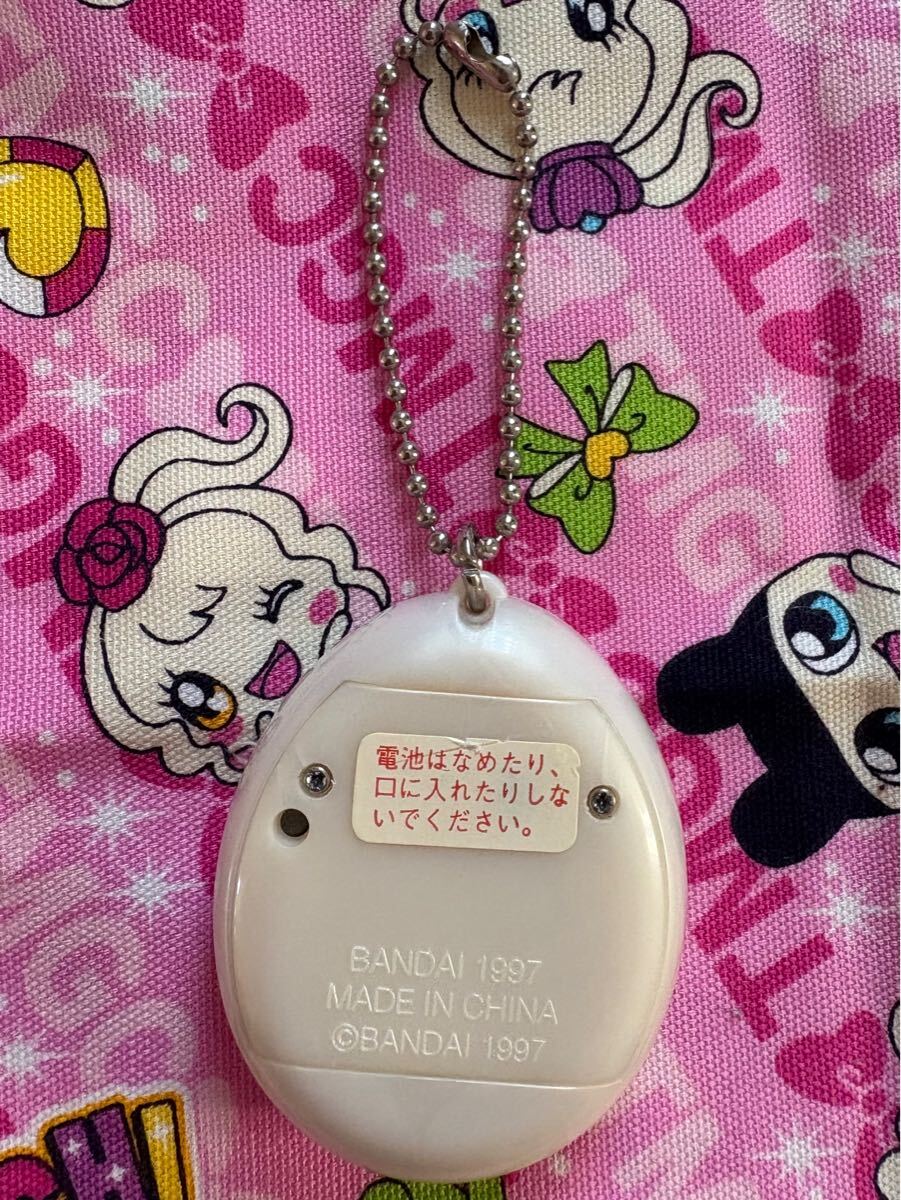 電池はなめたり、
口に入れたりしな
いでください。
BANDAI 1997
MADE IN CHINA
©BANDAI 1997